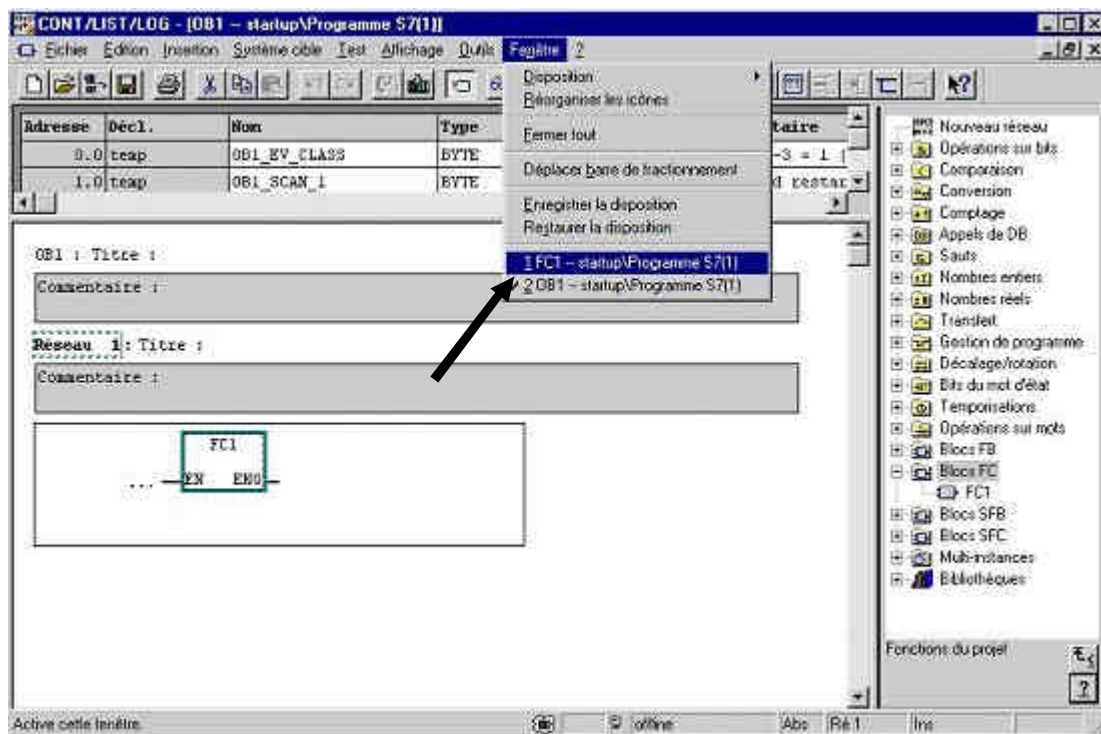 CONT/LIST/LOG - [OB1 -- startup\Programme S7(1)]
Fichier Edition Insertion Système cible Test Affichage Outils Fenêtre ?
Disposition
Réorganiser les icônes
Fermer tout
Déplacer barre de fractionnement
Enregistrer la disposition
Restaurer la disposition
1 FC1 -- startup\Programme S7(1)
2 OB1 -- startup\Programme S7(1)
Adresse Décl. Nom Type taire
0.0 temp OB1_EV_CLASS BYTE -3 = 1 (
1.0 temp OB1_SCAN_1 BYTE d restar
OB1 : Titre :
Commentaire :
Réseau 1 : Titre :
Commentaire :
FC1
... EN ENO
Nouveau réseau
Opérations sur bits
Comparaison
Conversion
Comptage
Appels de DB
Sauts
Nombres entiers
Nombres réels
Transfert
Gestion de programme
Décalage/rotation
Bits du mot d'état
Temporisations
Opérations sur mots
Blocs FB
Blocs FC
FC1
Blocs SFB
Blocs SFC
Multi-instances
Bibliothèques
Fonctions du projet
Active cette fenêtre. offline Abs Ré 1 Ins